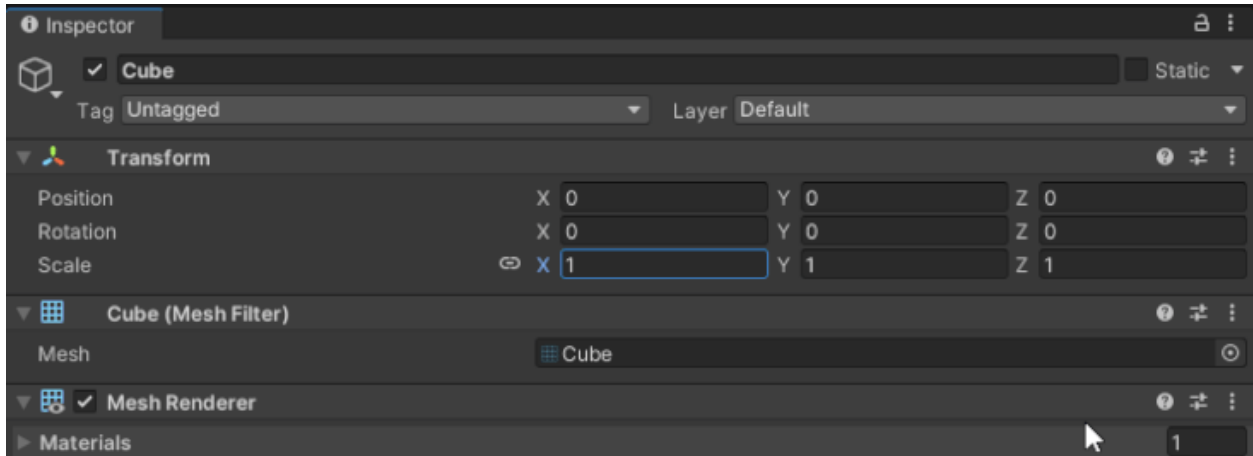 Inspector
Cube Static
Tag Untagged Layer Default
Transform
Position X 0 Y 0 Z 0
Rotation X 0 Y 0 Z 0
Scale X 1 Y 1 Z 1
Cube (Mesh Filter)
Mesh Cube
Mesh Renderer
Materials 1